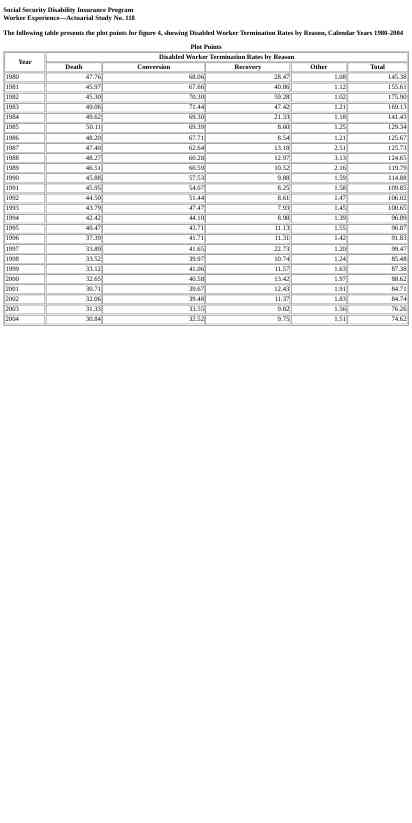 Social Security Disability Insurance Program
Worker Experience—Actuarial Study No. 118
The following table presents the plot points for figure 4, showing Disabled Worker Termination Rates by Reason, Calendar Years 1980-2004
Plot Points
Year Disabled Worker Termination Rates by Reason
Death Conversion Recovery Other Total
1980 47.76 68.06 28.47 1.08 145.38
1981 45.97 67.66 40.86 1.12 155.61
1982 45.30 70.30 59.28 1.02 175.90
1983 49.06 71.44 47.42 1.21 169.13
1984 49.62 69.30 21.33 1.18 141.43
1985 50.11 69.39 8.60 1.25 129.34
1986 48.20 67.71 8.54 1.21 125.67
1987 47.40 62.64 13.18 2.51 125.73
1988 48.27 60.28 12.97 3.13 124.65
1989 46.51 60.59 10.52 2.16 119.79
1990 45.88 57.53 9.88 1.59 114.88
1991 45.95 54.07 8.25 1.58 109.85
1992 44.50 51.44 8.61 1.47 106.02
1993 43.79 47.47 7.93 1.45 100.65
1994 42.42 44.10 8.98 1.39 96.89
1995 40.47 43.71 11.13 1.55 96.87
1996 37.39 41.71 11.31 1.42 91.83
1997 33.89 41.65 22.73 1.20 99.47
1998 33.52 39.97 10.74 1.24 85.48
1999 33.12 41.06 11.57 1.63 87.38
2000 32.65 40.58 13.42 1.97 88.62
2001 30.71 39.67 12.43 1.91 84.71
2002 32.06 39.48 11.37 1.83 84.74
2003 31.33 33.55 9.82 1.56 76.26
2004 30.84 32.52 9.75 1.51 74.62